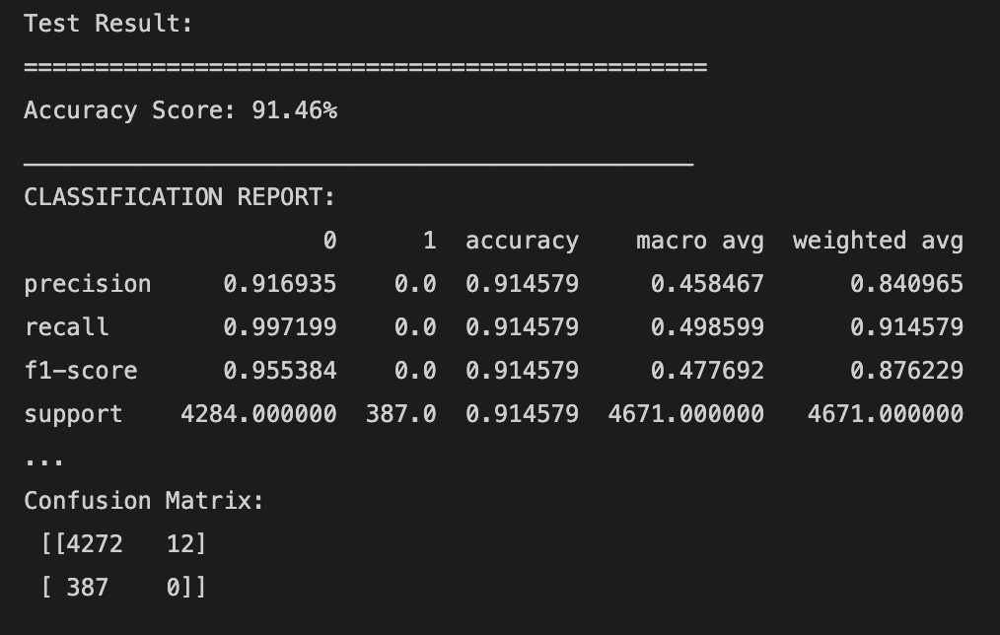 Test Result:
================================================
Accuracy Score: 91.46%
_______________________________________________
CLASSIFICATION REPORT:
                     0      1  accuracy    macro avg  weighted avg
precision     0.916935    0.0  0.914579     0.458467      0.840965
recall        0.997199    0.0  0.914579     0.498599      0.914579
f1-score      0.955384    0.0  0.914579     0.477692      0.876229
support    4284.000000  387.0  0.914579  4671.000000   4671.000000
...
Confusion Matrix:
 [[4272   12]
 [ 387    0]]